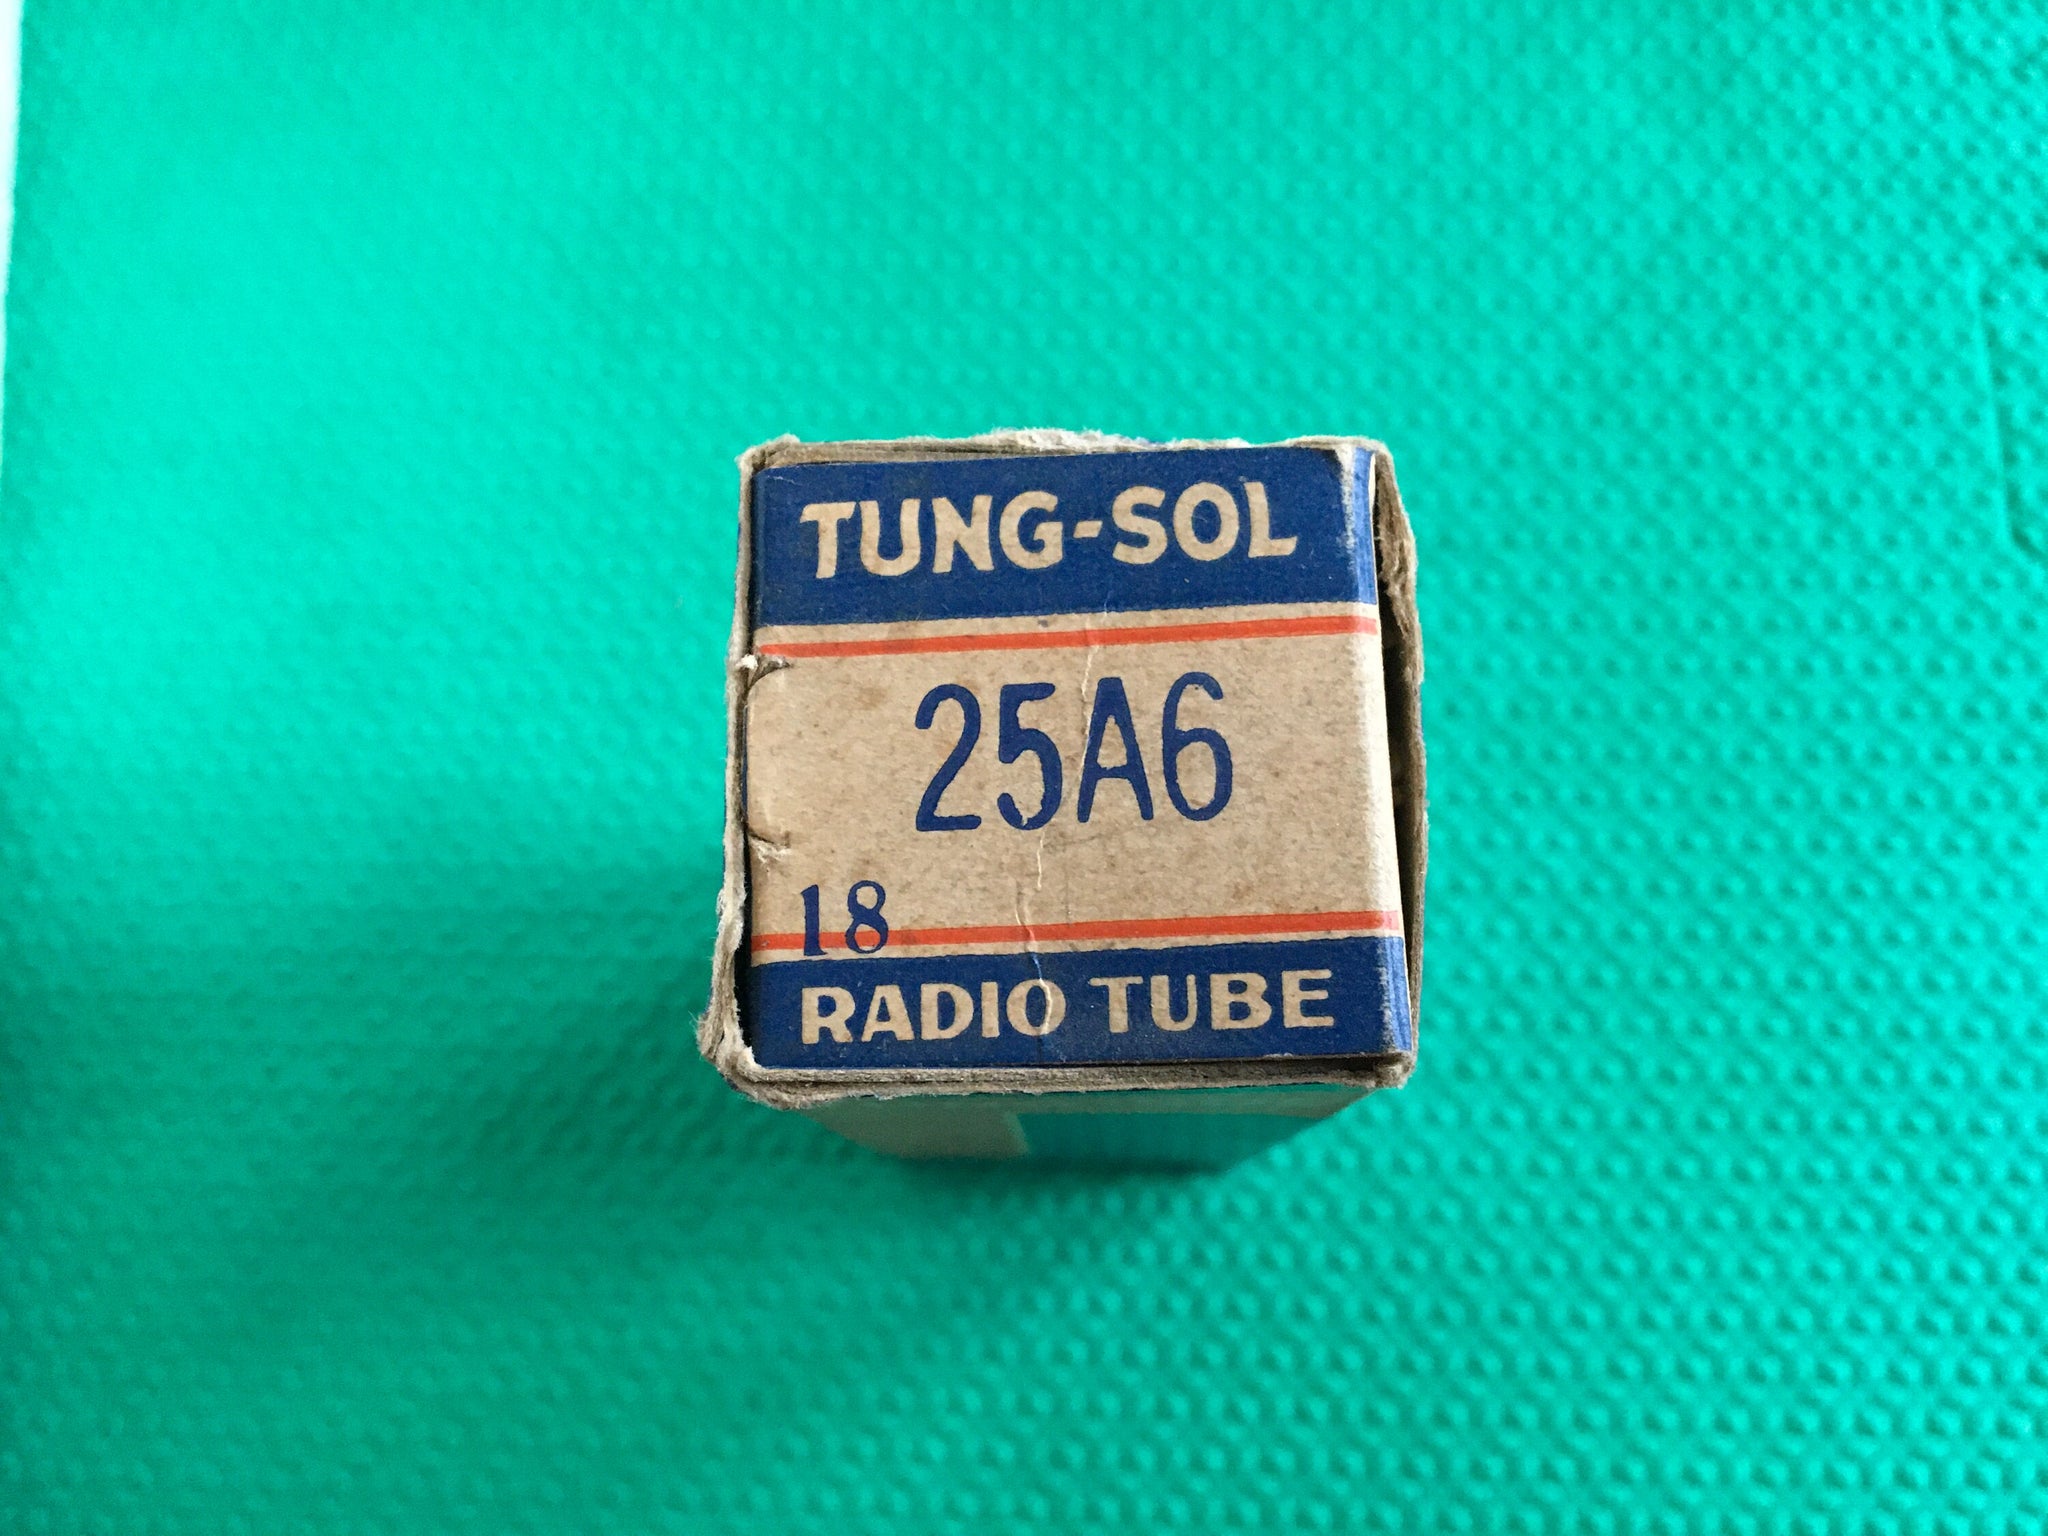 TUNG-SOL
25A6
18
RADIO TUBE